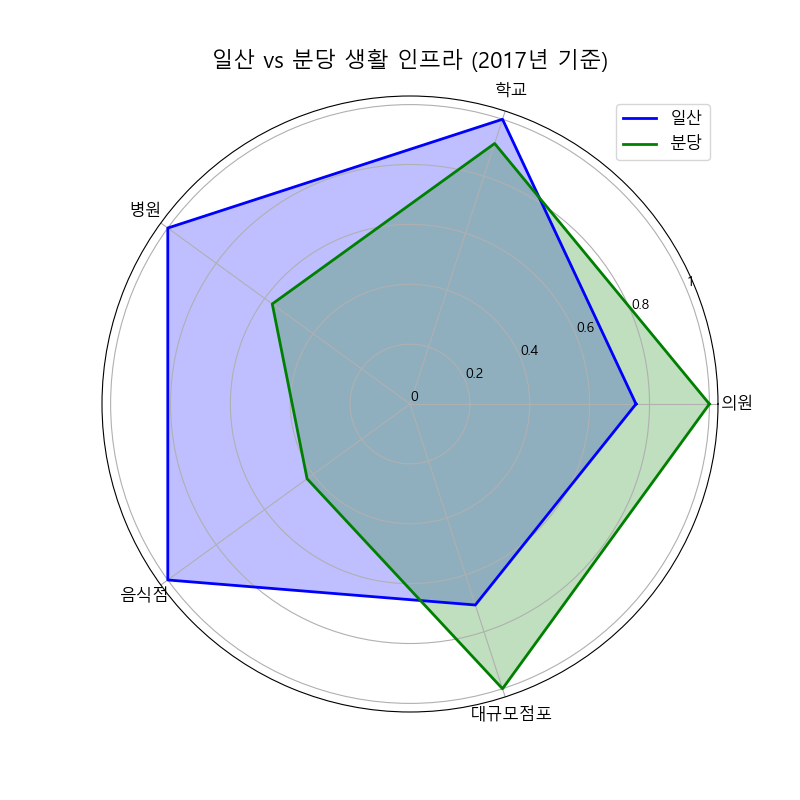 일산 vs 분당 생활 인프라 (2017년 기준)
학교
일산
분당
병원
1
0.8
0.6
0.4
0.2
0
의원
음식점
대규모점포